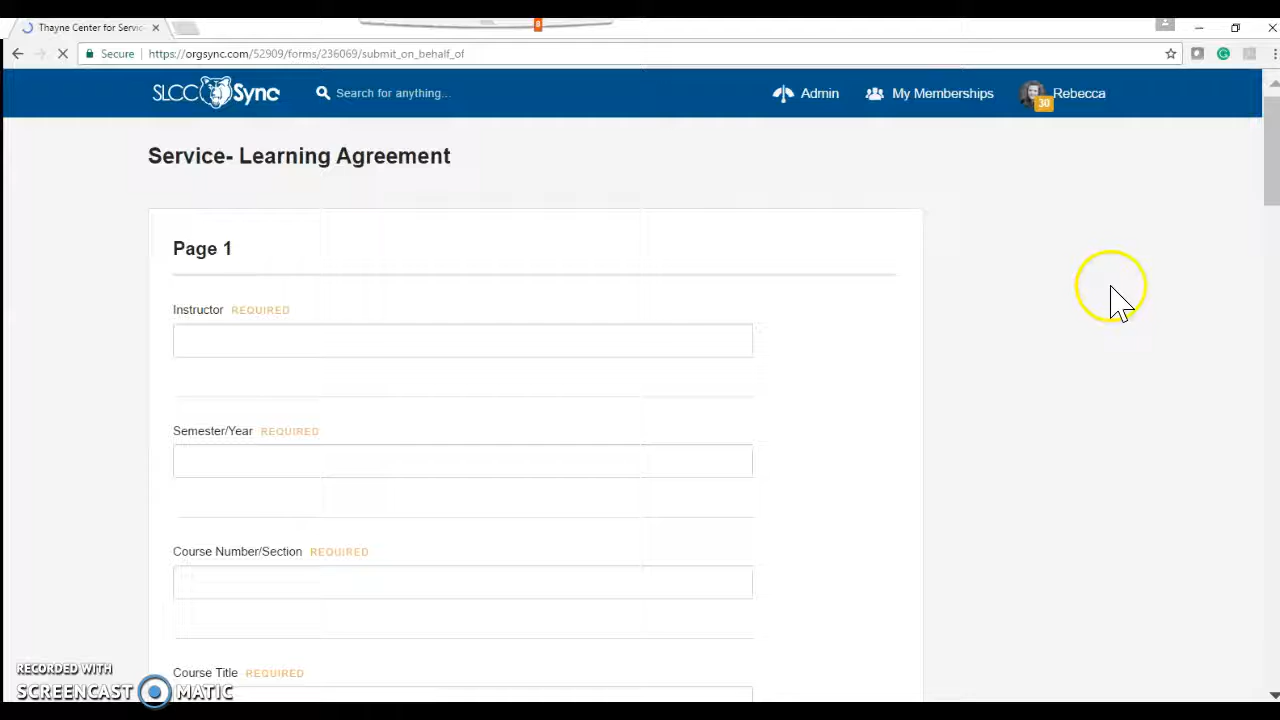 Thayne Center for Servic
Secure https://orgsync.com/52909/forms/236069/submit_on_behalf_of
SLCC Sync Search for anything... Admin My Memberships 30 Rebecca
Service- Learning Agreement
Page 1
Instructor REQUIRED
Semester/Year REQUIRED
Course Number/Section REQUIRED
Course Title REQUIRED
RECORDED WITH
SCREENCAST MATIC